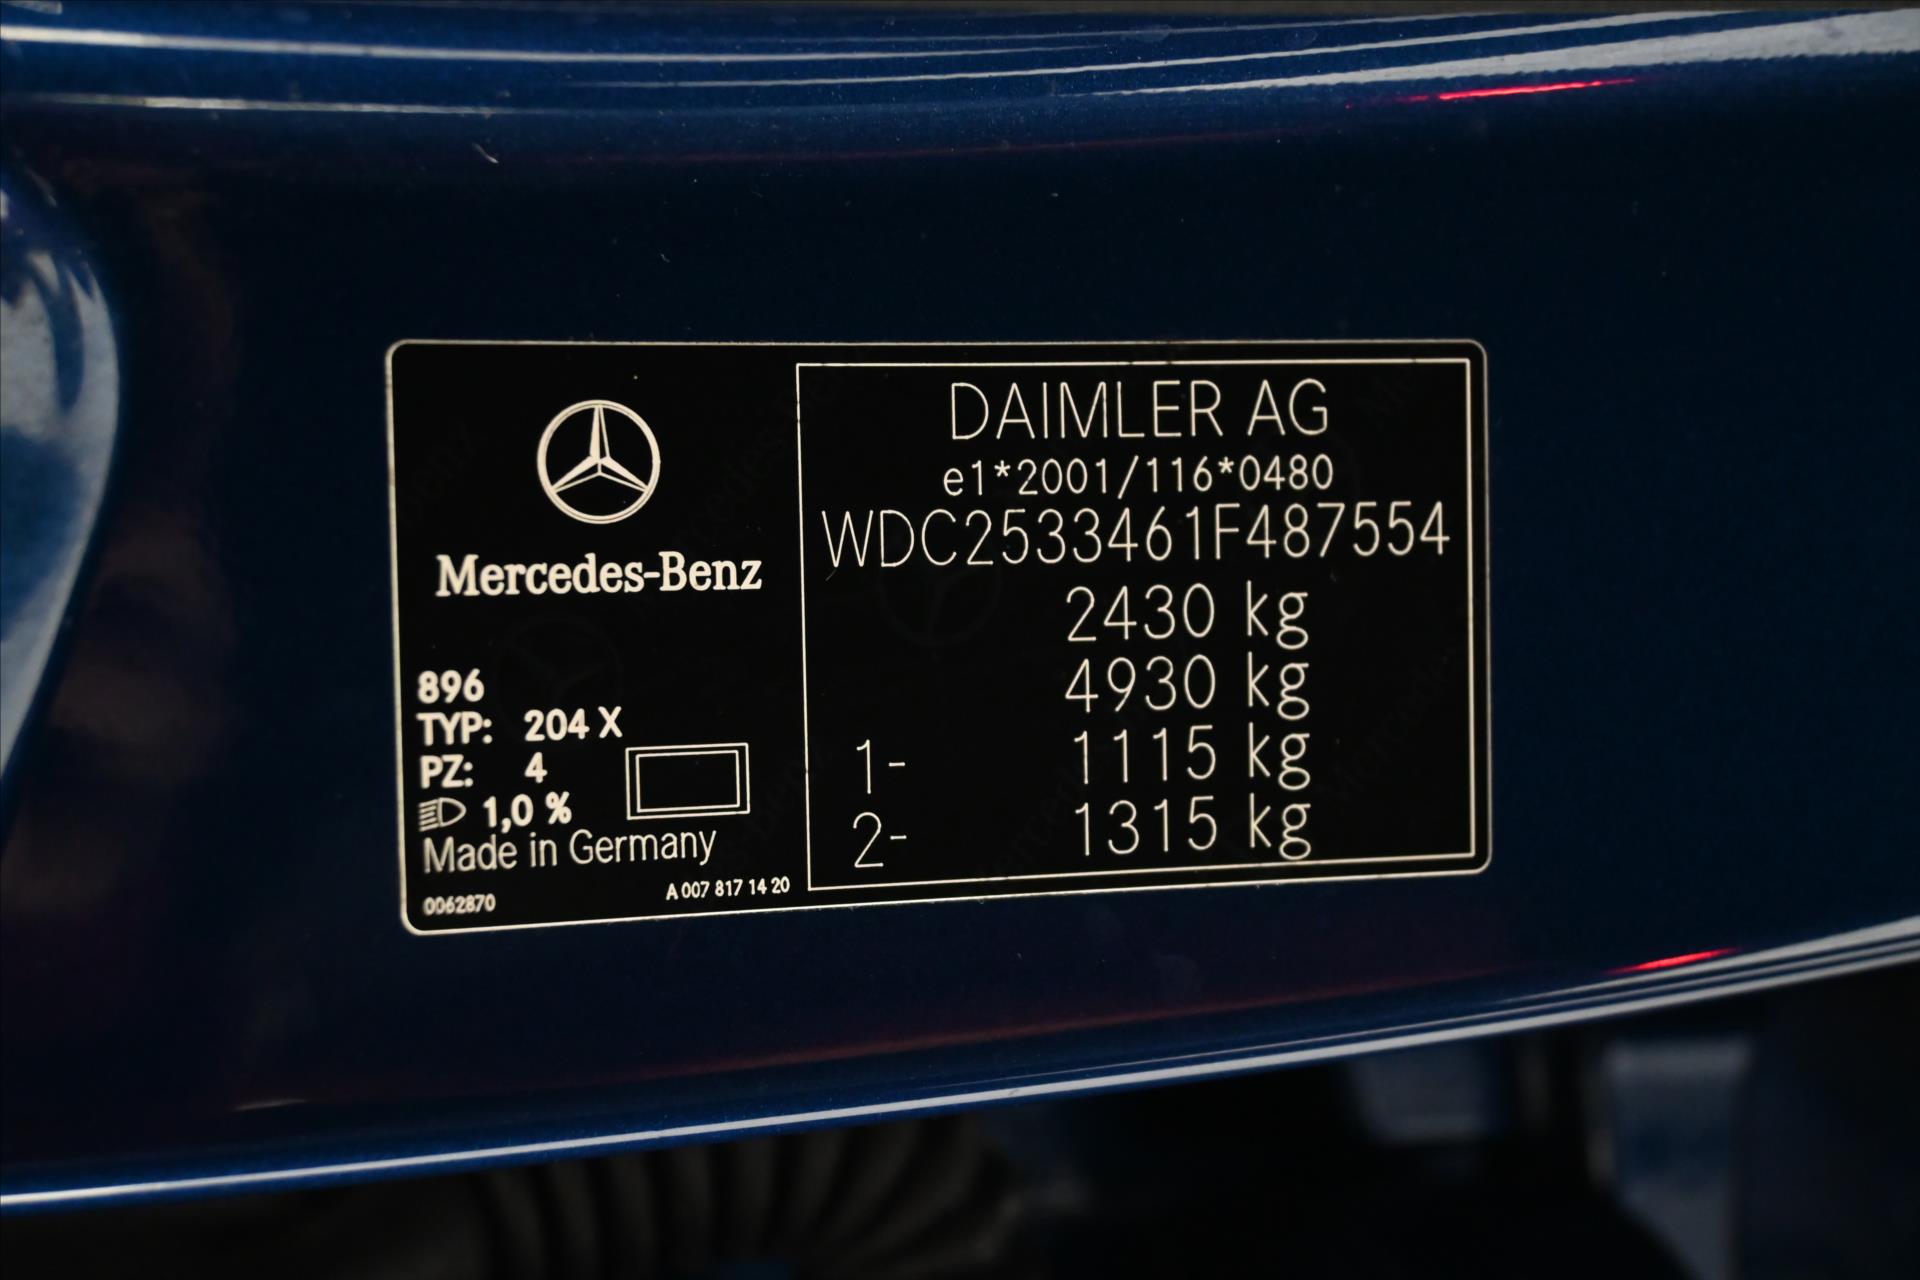 Mercedes-Benz
896
TYP: 204 X
PZ: 4
1,0 %
Made in Germany
0062870
A 007 817 14 20
DAIMLER AG
e1*2001/116*0480
WDC2533461F487554
2430 kg
4930 kg
1- 1115 kg
2- 1315 kg